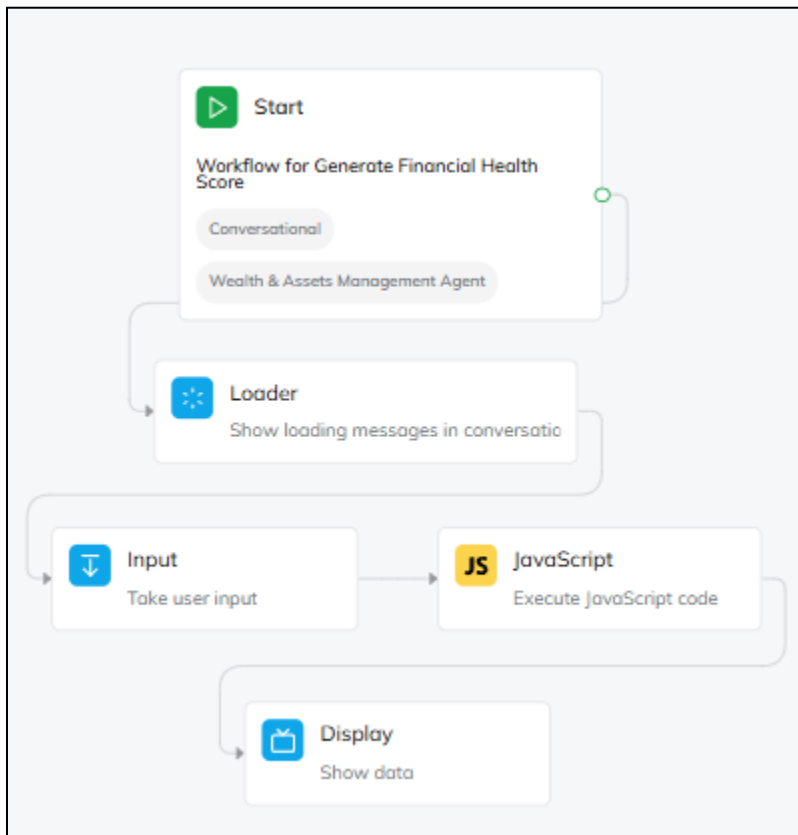 Start
Workflow for Generate Financial Health
Score
Conversational
Wealth & Assets Management Agent
Loader
Show loading messages in conversatio
Input
Take user input
JS
JavaScript
Execute JavaScript code
Display
Show data